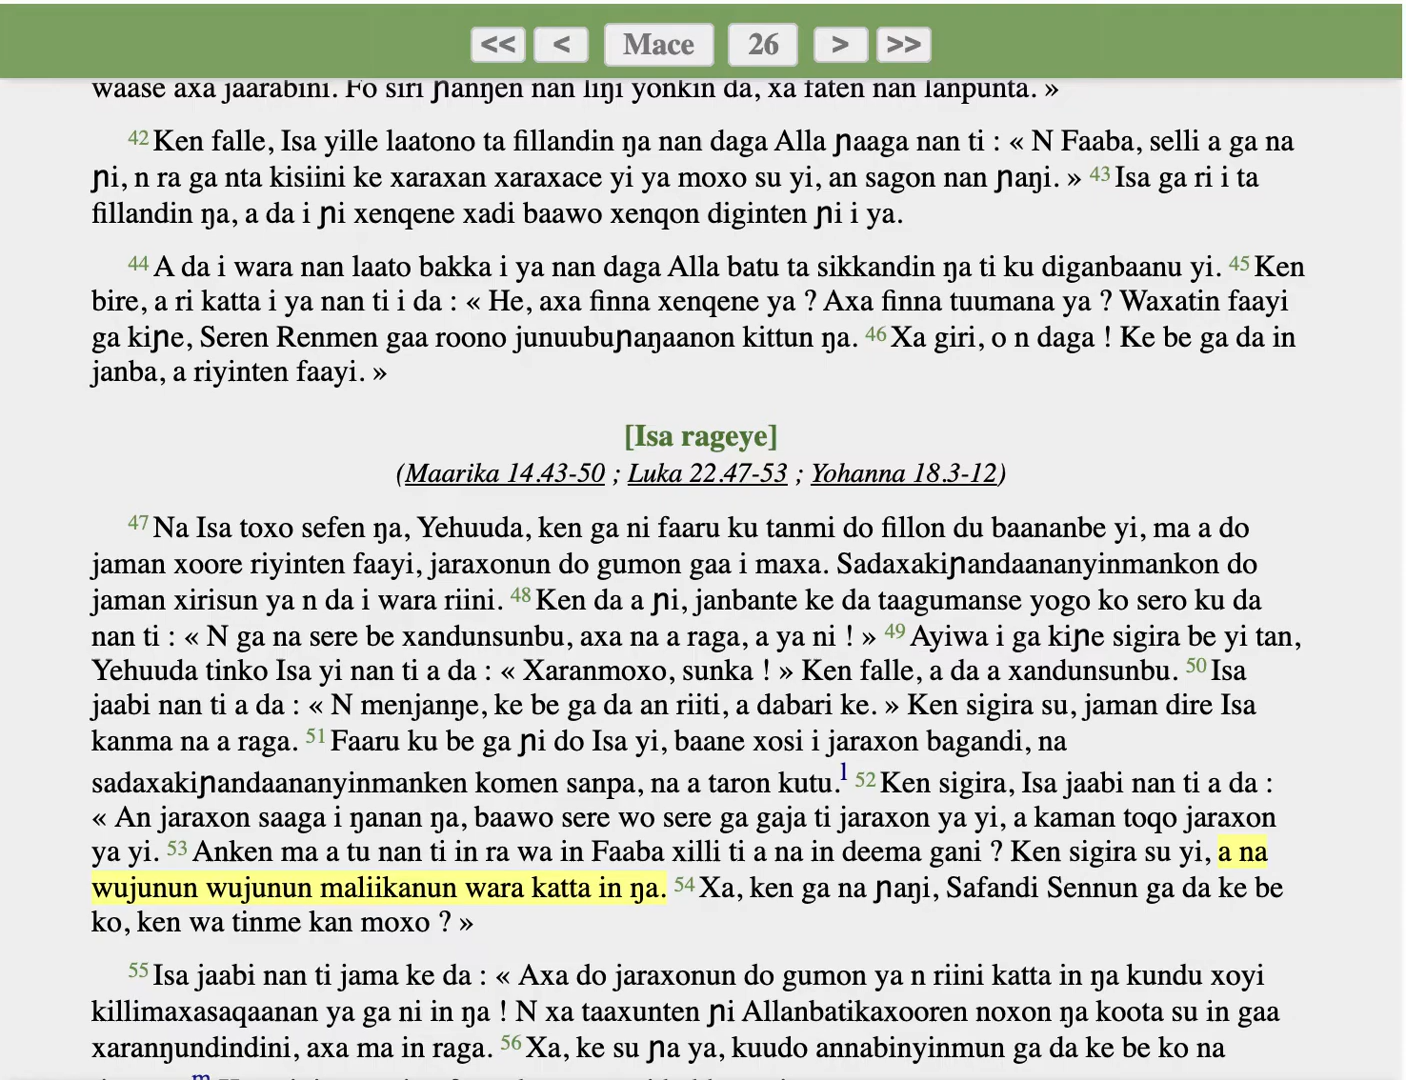 << < Mace 26 > >>
waase axa jaarabini. Fo siri ɲanŋen nan liŋi yonkin da, xa faten nan lanpunta. »
42 Ken falle, Isa yille laatono ta fillandin ŋa nan daga Alla ɲaaga nan ti : « N Faaba, selli a ga na
ɲi, n ra ga nta kisiini ke xaraxan xaraxace yi ya moxo su yi, an sagon nan ɲaŋi. » 43 Isa ga ri i ta
fillandin ŋa, a da i ɲi xenqene xadi baawo xenqon diginten ɲi i ya.
44 A da i wara nan laato bakka i ya nan daga Alla batu ta sikkandin ŋa ti ku diganbaanu yi. 45 Ken
bire, a ri katta i ya nan ti i da : « He, axa finna xenqene ya ? Axa finna tuumana ya ? Waxatin faayi
ga kiɲe, Seren Renmen gaa roono junuubuɲaŋaanon kittun ŋa. 46 Xa giri, o n daga ! Ke be ga da in
janba, a riyinten faayi. »
[Isa rageye]
(Maarika 14.43-50 ; Luka 22.47-53 ; Yohanna 18.3-12)
47 Na Isa toxo sefen ŋa, Yehuuda, ken ga ni faaru ku tanmi do fillon du baananbe yi, ma a do
jaman xoore riyinten faayi, jaraxonun do gumon gaa i maxa. Sadaxakiɲandaananyinmankon do
jaman xirisun ya n da i wara riini. 48 Ken da a ɲi, janbante ke da taagumanse yogo ko sero ku da
nan ti : « N ga na sere be xandunsunbu, axa na a raga, a ya ni ! » 49 Ayiwa i ga kiɲe sigira be yi tan,
Yehuuda tinko Isa yi nan ti a da : « Xaranmoxo, sunka ! » Ken falle, a da a xandunsunbu. 50 Isa
jaabi nan ti a da : « N menjanŋe, ke be ga da an riiti, a dabari ke. » Ken sigira su, jaman dire Isa
kanma na a raga. 51 Faaru ku be ga ɲi do Isa yi, baane xosi i jaraxon bagandi, na
sadaxakiɲandaananyinmanken komen sanpa, na a taron kutu.l 52 Ken sigira, Isa jaabi nan ti a da :
« An jaraxon saaga i ŋanan ŋa, baawo sere wo sere ga gaja ti jaraxon ya yi, a kaman toqo jaraxon
ya yi. 53 Anken ma a tu nan ti in ra wa in Faaba xilli ti a na in deema gani ? Ken sigira su yi, a na
wujunun wujunun maliikanun wara katta in ŋa. 54 Xa, ken ga na ɲaŋi, Safandi Sennun ga da ke be
ko, ken wa tinme kan moxo ? »
55 Isa jaabi nan ti jama ke da : « Axa do jaraxonun do gumon ya n riini katta in ŋa kundu xoyi
killimaxasaqaanan ya ga ni in ŋa ! N xa taaxunten ɲi Allanbatikaxooren noxon ŋa koota su in gaa
xaranŋundindini, axa ma in raga. 56 Xa, ke su ɲa ya, kuudo annabinyinmun ga da ke be ko na